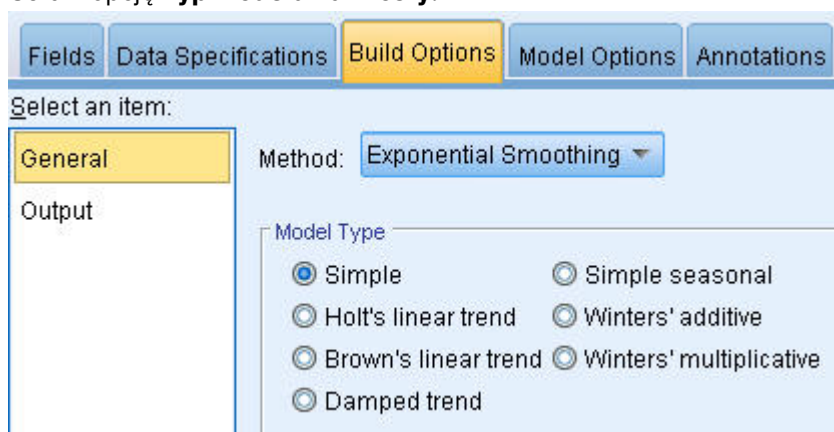 Fields Data Specifications Build Options Model Options Annotations
Select an item:
General
Output
Method: Exponential Smoothing
Model Type
Simple
Simple seasonal
Holt's linear trend
Winters' additive
Brown's linear trend
Winters' multiplicative
Damped trend